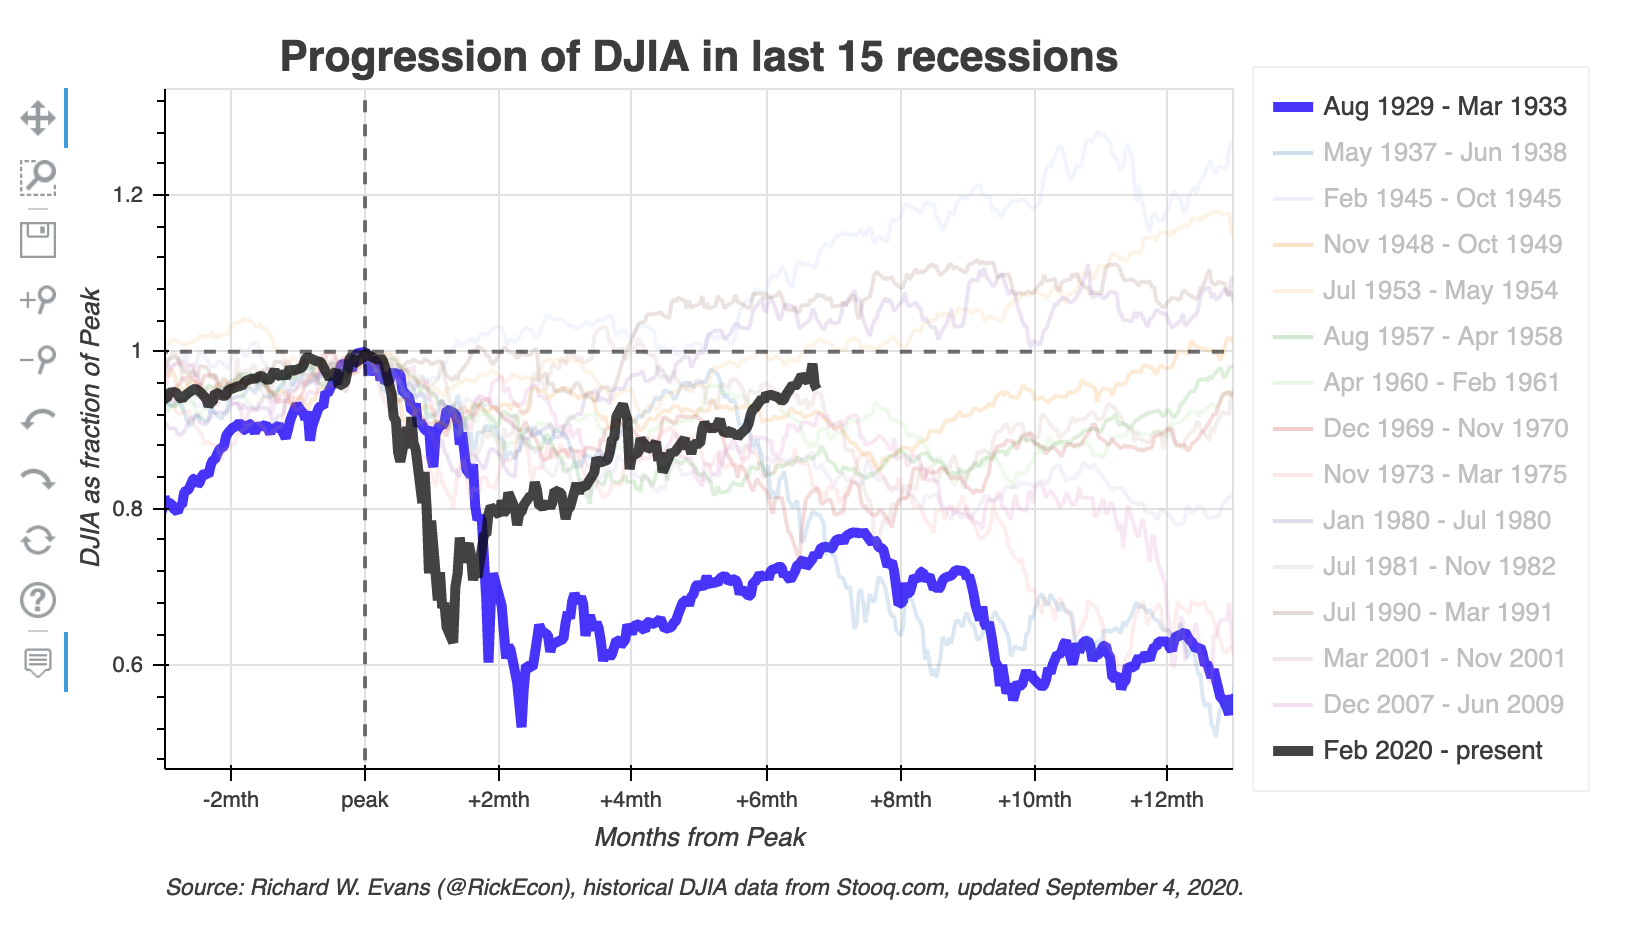 Progression of DJIA in last 15 recessions
1.2
1
0.8
0.6
DJIA as fraction of Peak
-2mth
peak
+2mth
+4mth
+6mth
+8mth
+10mth
+12mth
Months from Peak
Aug 1929 - Mar 1933
May 1937 - Jun 1938
Feb 1945 - Oct 1945
Nov 1948 - Oct 1949
Jul 1953 - May 1954
Aug 1957 - Apr 1958
Apr 1960 - Feb 1961
Dec 1969 - Nov 1970
Nov 1973 - Mar 1975
Jan 1980 - Jul 1980
Jul 1981 - Nov 1982
Jul 1990 - Mar 1991
Mar 2001 - Nov 2001
Dec 2007 - Jun 2009
Feb 2020 - present
Source: Richard W. Evans (@RickEcon), historical DJIA data from Stooq.com, updated September 4, 2020.